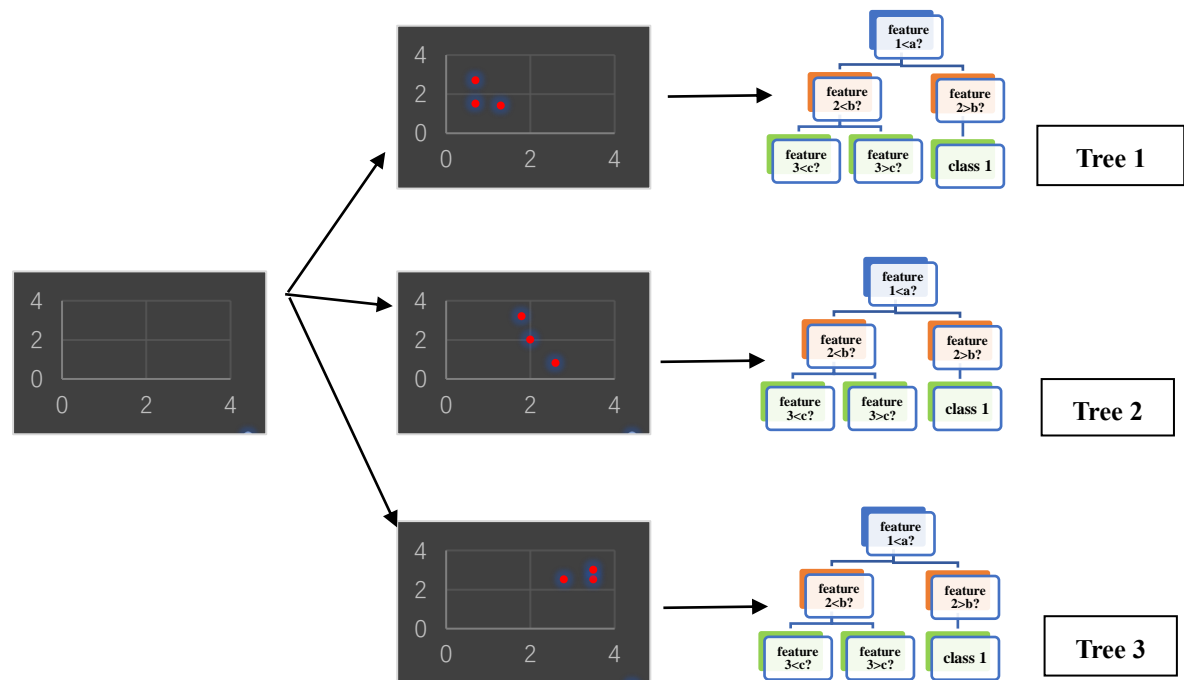 4
2
0
0 2 4
feature
1<a?
feature
2<b?
feature
2>b?
feature
3<c?
feature
3>c?
class 1
Tree 1
4
2
0
0 2 4
4
2
0
0 2 4
feature
1<a?
feature
2<b?
feature
2>b?
feature
3<c?
feature
3>c?
class 1
Tree 2
4
2
0
0 2 4
feature
1<a?
feature
2<b?
feature
2>b?
feature
3<c?
feature
3>c?
class 1
Tree 3